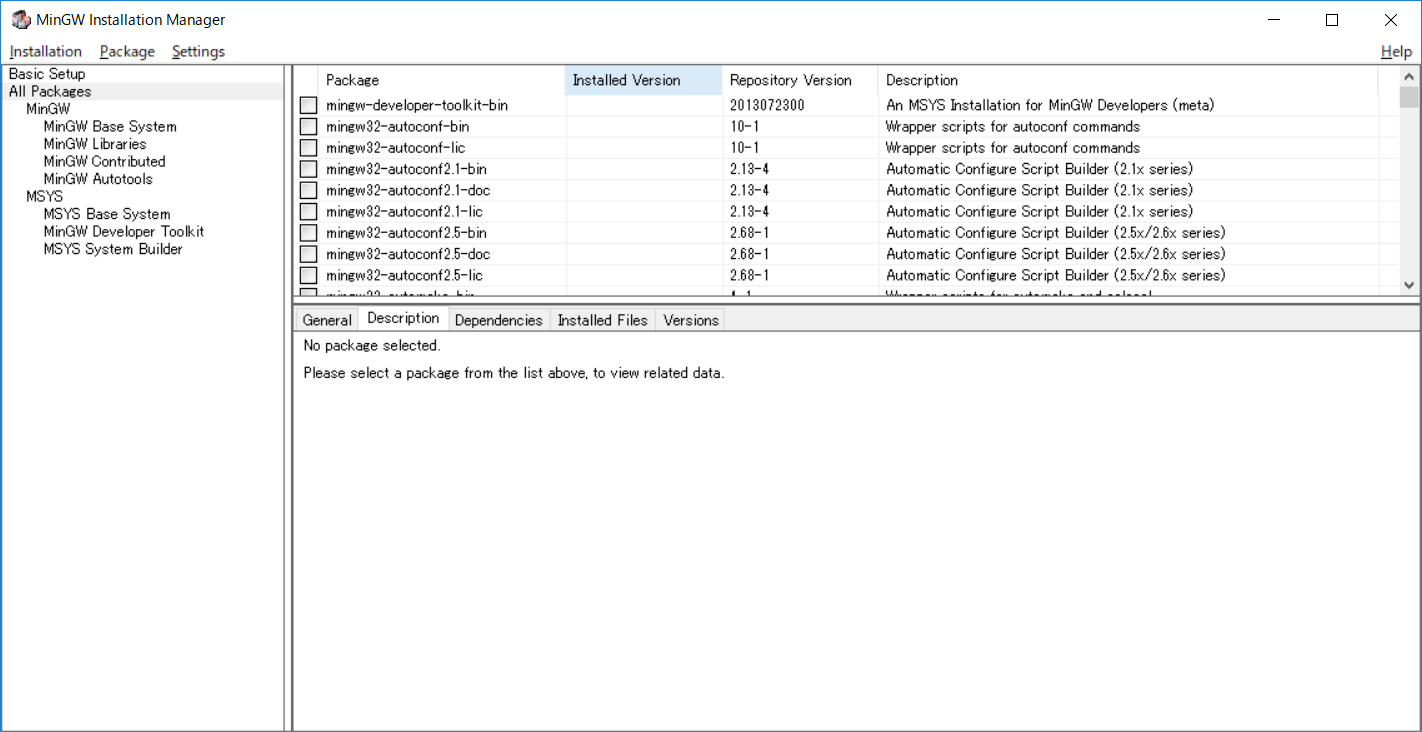 MinGW Installation Manager
Installation Package Settings Help
Basic Setup
All Packages
MinGW
MinGW Base System
MinGW Libraries
MinGW Contributed
MinGW Autotools
MSYS
MSYS Base System
MinGW Developer Toolkit
MSYS System Builder
Package Installed Version Repository Version Description
mingw-developer-toolkit-bin 2013072300 An MSYS Installation for MinGW Developers (meta)
mingw32-autoconf-bin 10-1 Wrapper scripts for autoconf commands
mingw32-autoconf-lic 10-1 Wrapper scripts for autoconf commands
mingw32-autoconf2.1-bin 2.13-4 Automatic Configure Script Builder (2.1x series)
mingw32-autoconf2.1-doc 2.13-4 Automatic Configure Script Builder (2.1x series)
mingw32-autoconf2.1-lic 2.13-4 Automatic Configure Script Builder (2.1x series)
mingw32-autoconf2.5-bin 2.68-1 Automatic Configure Script Builder (2.5x/2.6x series)
mingw32-autoconf2.5-doc 2.68-1 Automatic Configure Script Builder (2.5x/2.6x series)
mingw32-autoconf2.5-lic 2.68-1 Automatic Configure Script Builder (2.5x/2.6x series)
General Description Dependencies Installed Files Versions
No package selected.
Please select a package from the list above, to view related data.